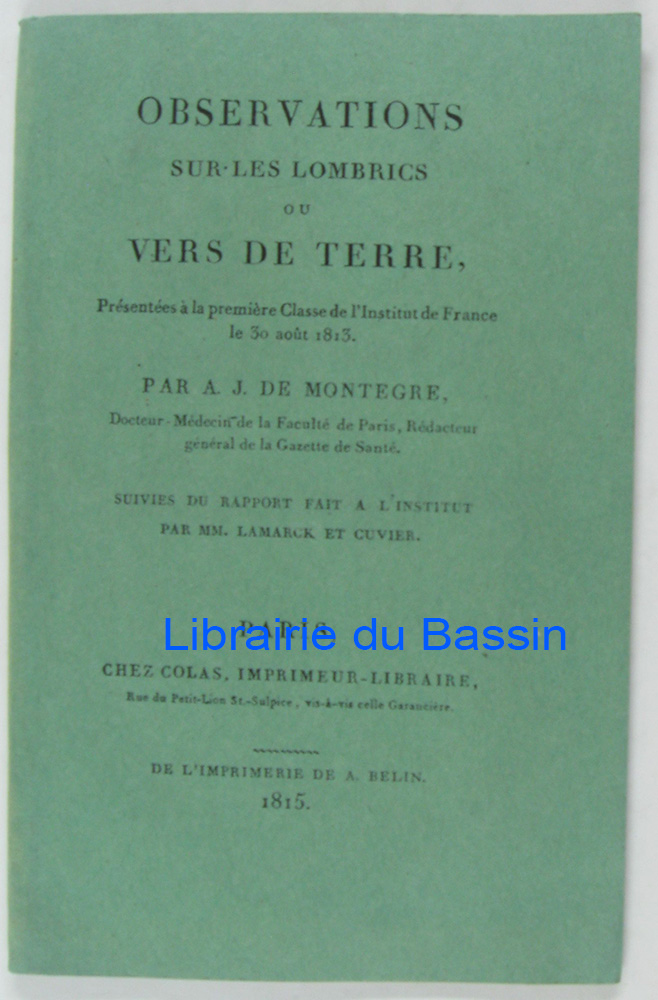 OBSERVATIONS
SUR LES LOMBRICS
OU
VERS DE TERRE,
Présentées à la première Classe de l'Institut de France
le 30 août 1813.
PAR A. J. DE MONTEGRE,
Docteur-Médecin de la Faculté de Paris, Rédacteur
général de la Gazette de Santé.
SUIVIES DU RAPPORT FAIT A L'INSTITUT
PAR MM. LAMARCK ET CUVIER.
PARIS
Librairie du Bassin
CHEZ COLAS, IMPRIMEUR-LIBRAIRE,
Rue du Petit-Lion St.-Sulpice, vis-à-vis celle Garancière.
DE L'IMPRIMERIE DE A. BELIN.
1815.